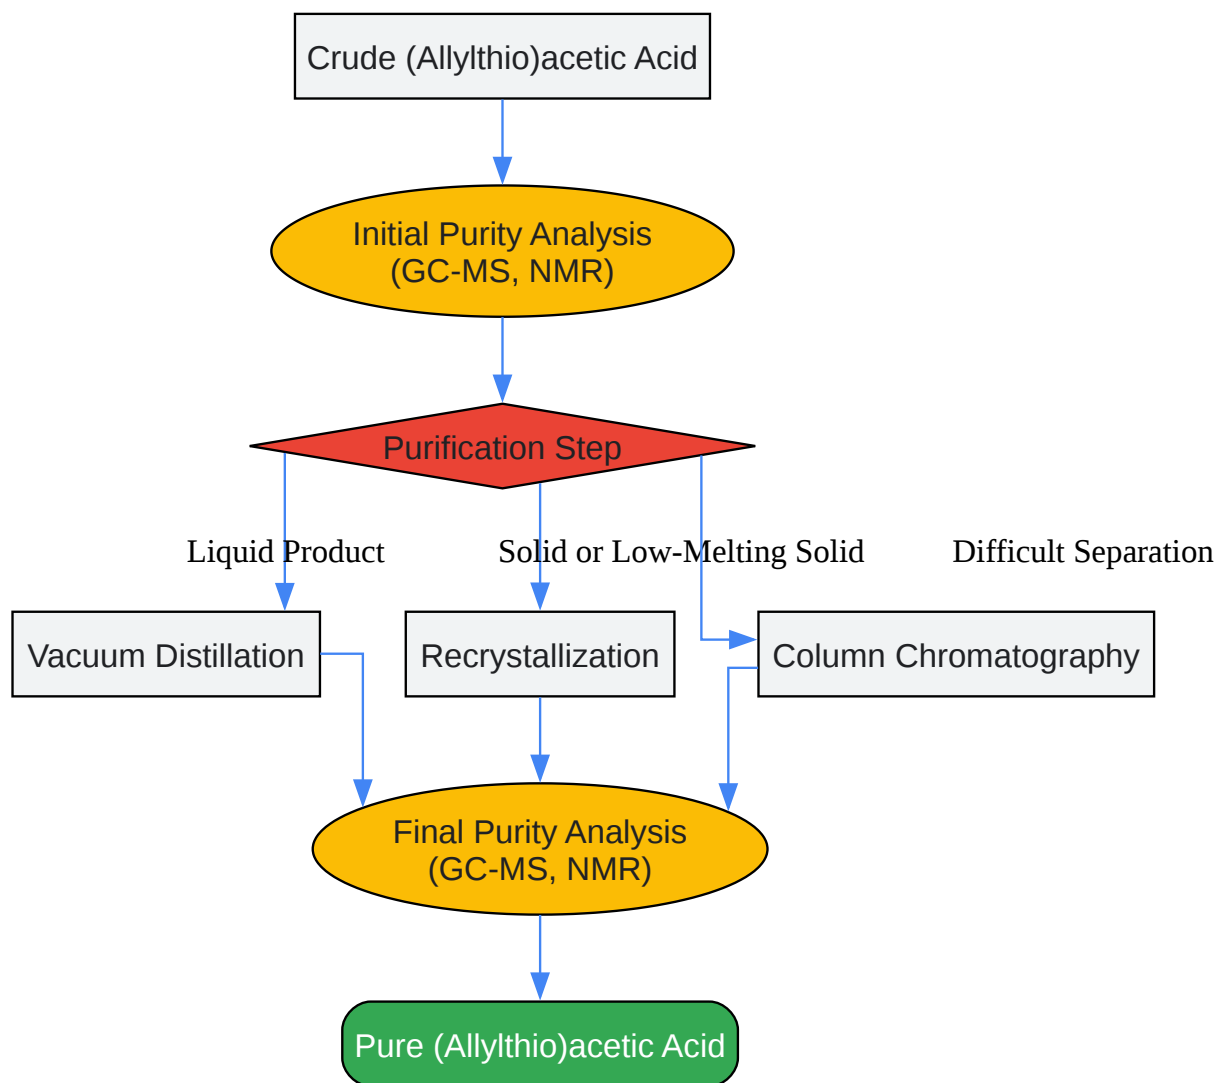 Crude (Allylthio)acetic Acid
Initial Purity Analysis
(GC-MS, NMR)
Purification Step
Liquid Product
Solid or Low-Melting Solid
Difficult Separation
Vacuum Distillation
Recrystallization
Column Chromatography
Final Purity Analysis
(GC-MS, NMR)
Pure (Allylthio)acetic Acid